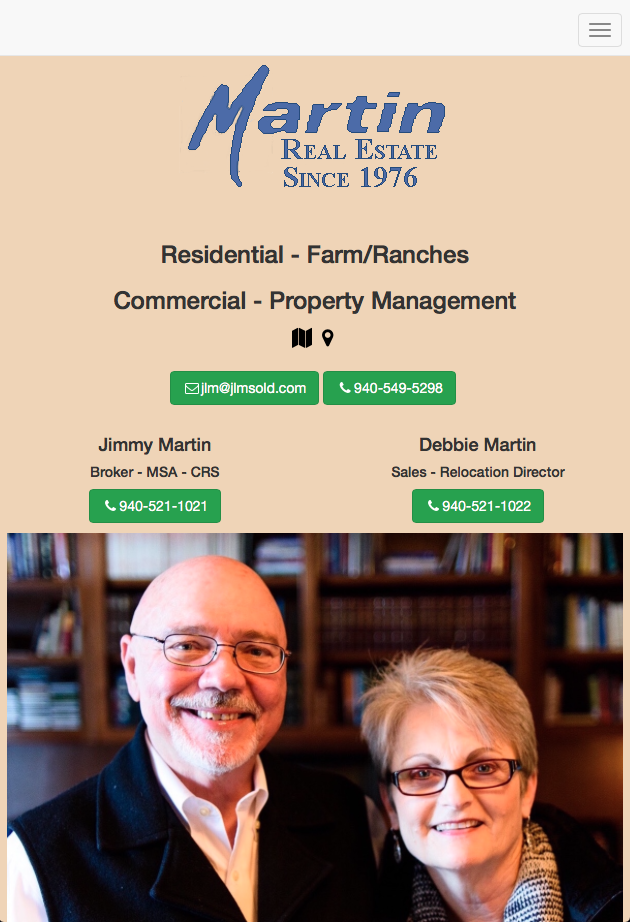 Martin
Real Estate
Since 1976
Residential - Farm/Ranches
Commercial - Property Management
jlm@jlmsold.com 940-549-5298
Jimmy Martin Debbie Martin
Broker - MSA - CRS Sales - Relocation Director
940-521-1021 940-521-1022